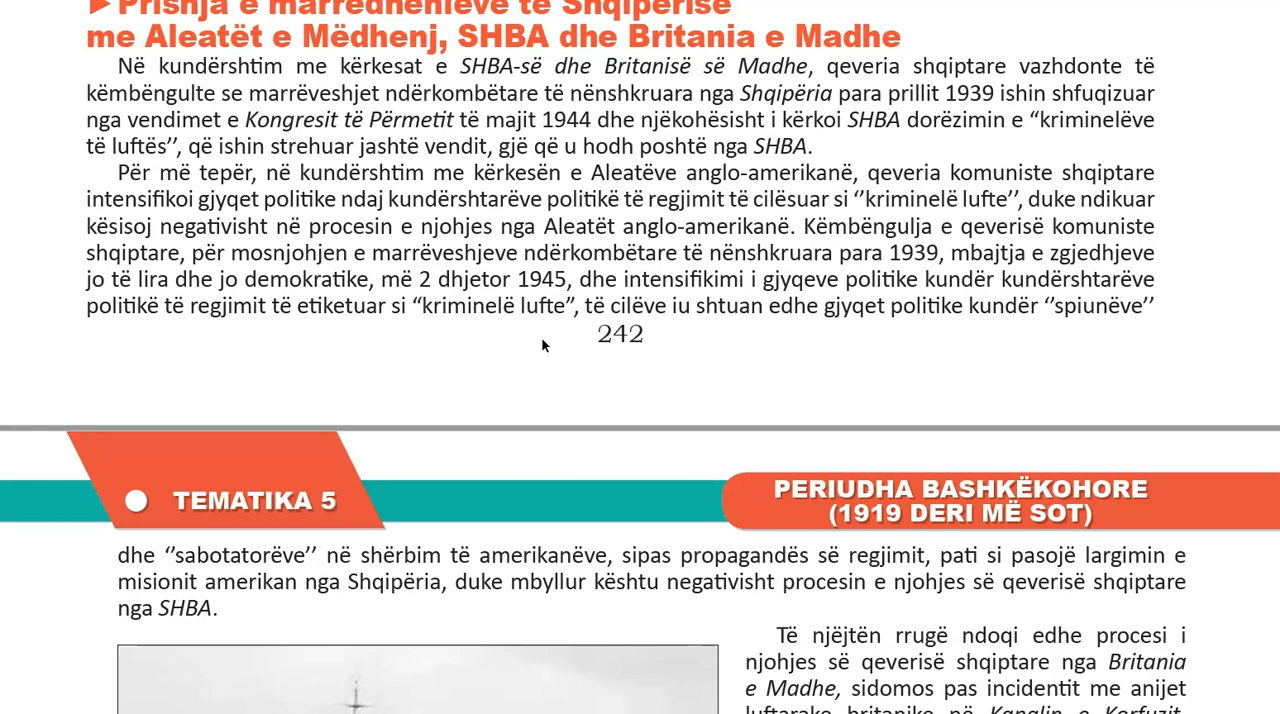 ►Prishja e marrëdhënieve të Shqipërisë
me Aleatët e Mëdhenj, SHBA dhe Britania e Madhe
Në kundërshtim me kërkesat e SHBA-së dhe Britanisë së Madhe, qeveria shqiptare vazhdonte të
këmbëngulte se marrëveshjet ndërkombëtare të nënshkruara nga Shqipëria para prillit 1939 ishin shfuqizuar
nga vendimet e Kongresit të Përmetit të majit 1944 dhe njëkohësisht i kërkoi SHBA dorëzimin e “kriminelëve
të luftës’’, që ishin strehuar jashtë vendit, gjë që u hodh poshtë nga SHBA.
Për më tepër, në kundërshtim me kërkesën e Aleatëve anglo-amerikanë, qeveria komuniste shqiptare
intensifikoi gjyqet politike ndaj kundërshtarëve politikë të regjimit të cilësuar si ‘’kriminelë lufte’’, duke ndikuar
kësisoj negativisht në procesin e njohjes nga Aleatët anglo-amerikanë. Këmbëngulja e qeverisë komuniste
shqiptare, për mosnjohjen e marrëveshjeve ndërkombëtare të nënshkruara para 1939, mbajtja e zgjedhjeve
jo të lira dhe jo demokratike, më 2 dhjetor 1945, dhe intensifikimi i gjyqeve politike kundër kundërshtarëve
politikë të regjimit të etiketuar si “kriminelë lufte”, të cilëve iu shtuan edhe gjyqet politike kundër ‘’spiunëve’’
242
TEMATIKA 5
PERIUDHA BASHKËKOHORE
(1919 DERI MË SOT)
dhe ‘’sabotatorëve’’ në shërbim të amerikanëve, sipas propagandës së regjimit, pati si pasojë largimin e
misionit amerikan nga Shqipëria, duke mbyllur kështu negativisht procesin e njohjes së qeverisë shqiptare
nga SHBA.
Të njëjtën rrugë ndoqi edhe procesi i
njohjes së qeverisë shqiptare nga Britania
e Madhe, sidomos pas incidentit me anijet
luftarake britanike në Kanalin e Korfuzit,